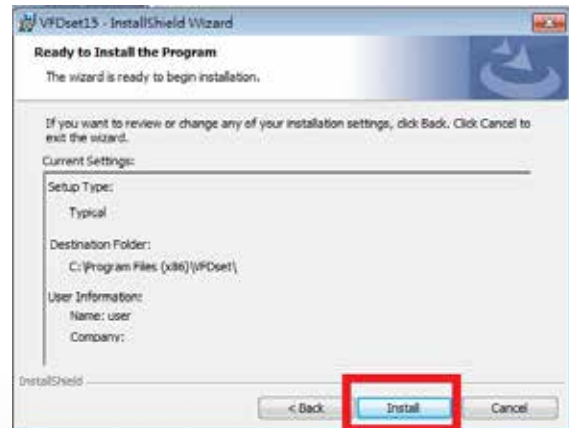 VFDset15 - InstallShield Wizard
Ready to Install the Program
The wizard is ready to begin installation.
If you want to review or change any of your installation settings, click Back. Click Cancel to
exit the wizard.
Current Settings:
Setup Type:
Typical
Destination Folder:
C:\Program Files (x86)\VFDset\
User Information:
Name: user
Company:
InstallShield
< Back
Install
Cancel